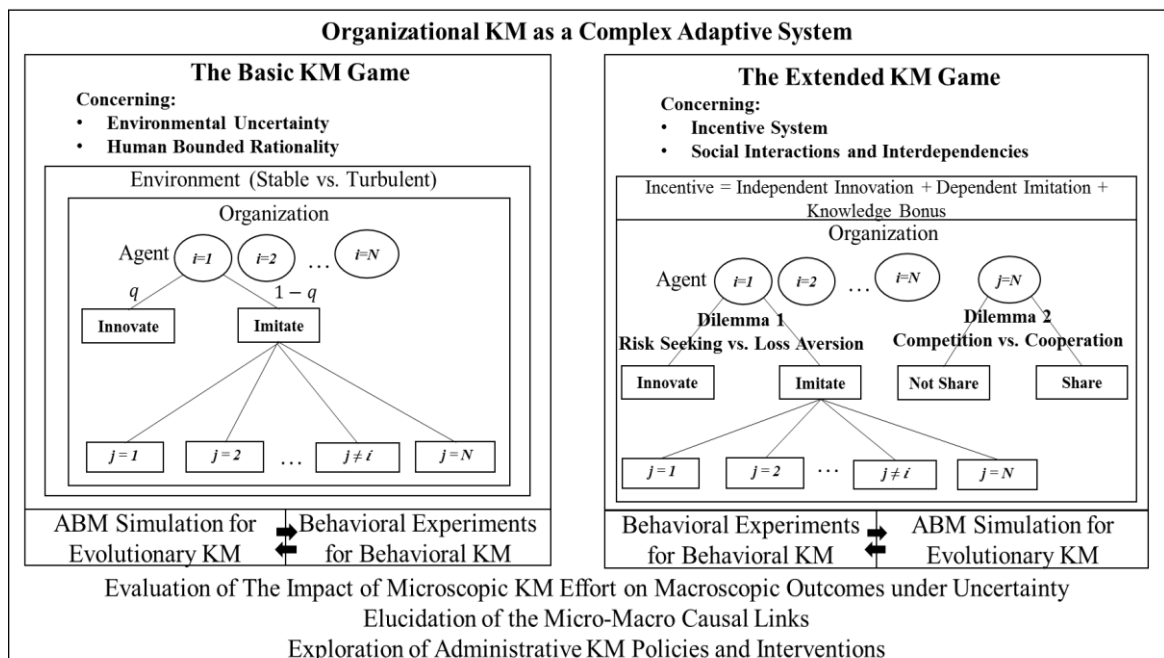 Organizational KM as a Complex Adaptive System
The Basic KM Game
Concerning:
• Environmental Uncertainty
• Human Bounded Rationality
Environment (Stable vs. Turbulent)
Organization
Agent i=1 i=2 ... i=N
q 1 − q
Innovate Imitate
j = 1 j = 2 ... j ≠ i j = N
ABM Simulation for Evolutionary KM
Behavioral Experiments for Behavioral KM
The Extended KM Game
Concerning:
• Incentive System
• Social Interactions and Interdependencies
Incentive = Independent Innovation + Dependent Imitation +
Knowledge Bonus
Organization
Agent i=1 i=2 ... i=N j=N
Dilemma 1
Risk Seeking vs. Loss Aversion
Dilemma 2
Competition vs. Cooperation
Innovate Imitate Not Share Share
j = 1 j = 2 ... j ≠ i j = N
Behavioral Experiments for Behavioral KM
ABM Simulation for Evolutionary KM
Evaluation of The Impact of Microscopic KM Effort on Macroscopic Outcomes under Uncertainty
Elucidation of the Micro-Macro Causal Links
Exploration of Administrative KM Policies and Interventions